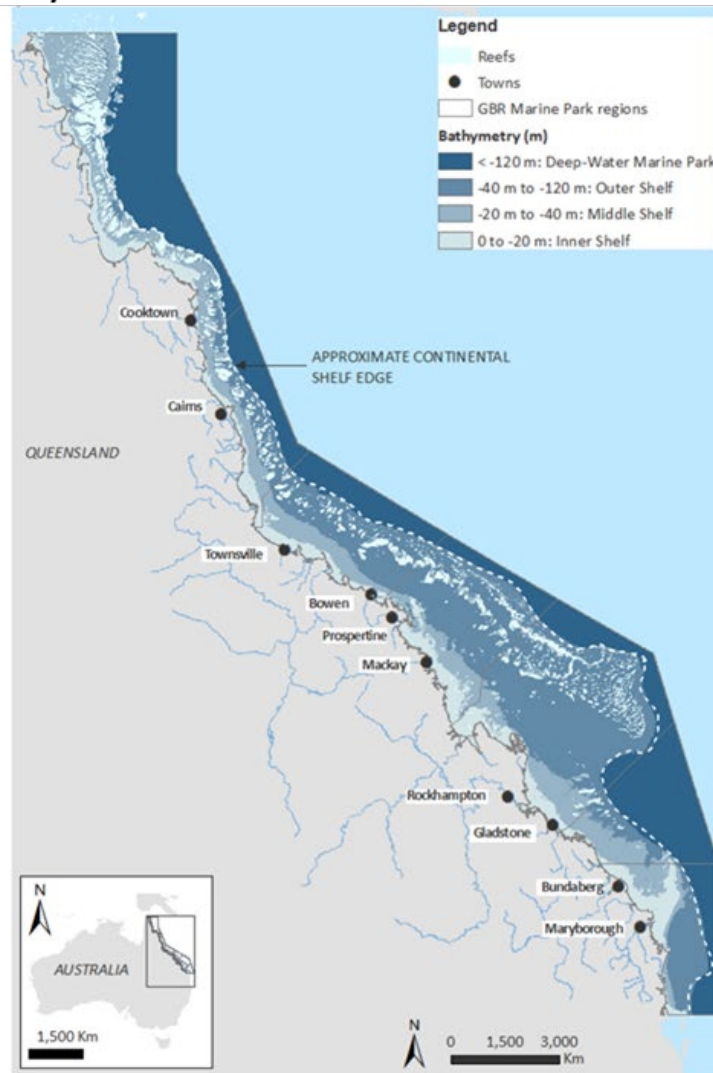 Legend
Reefs
Towns
GBR Marine Park regions
Bathymetry (m)
< -120 m: Deep-Water Marine Park
-40 m to -120 m: Outer Shelf
-20 m to -40 m: Middle Shelf
0 to -20 m: Inner Shelf
Cooktown
APPROXIMATE CONTINENTAL
SHELF EDGE
Cairns
QUEENSLAND
Townsville
Bowen
Prospertine
Mackay
Rockhampton
Gladstone
Bundaberg
Maryborough
N
AUSTRALIA
1,500 Km
N
0 1,500 3,000
Km